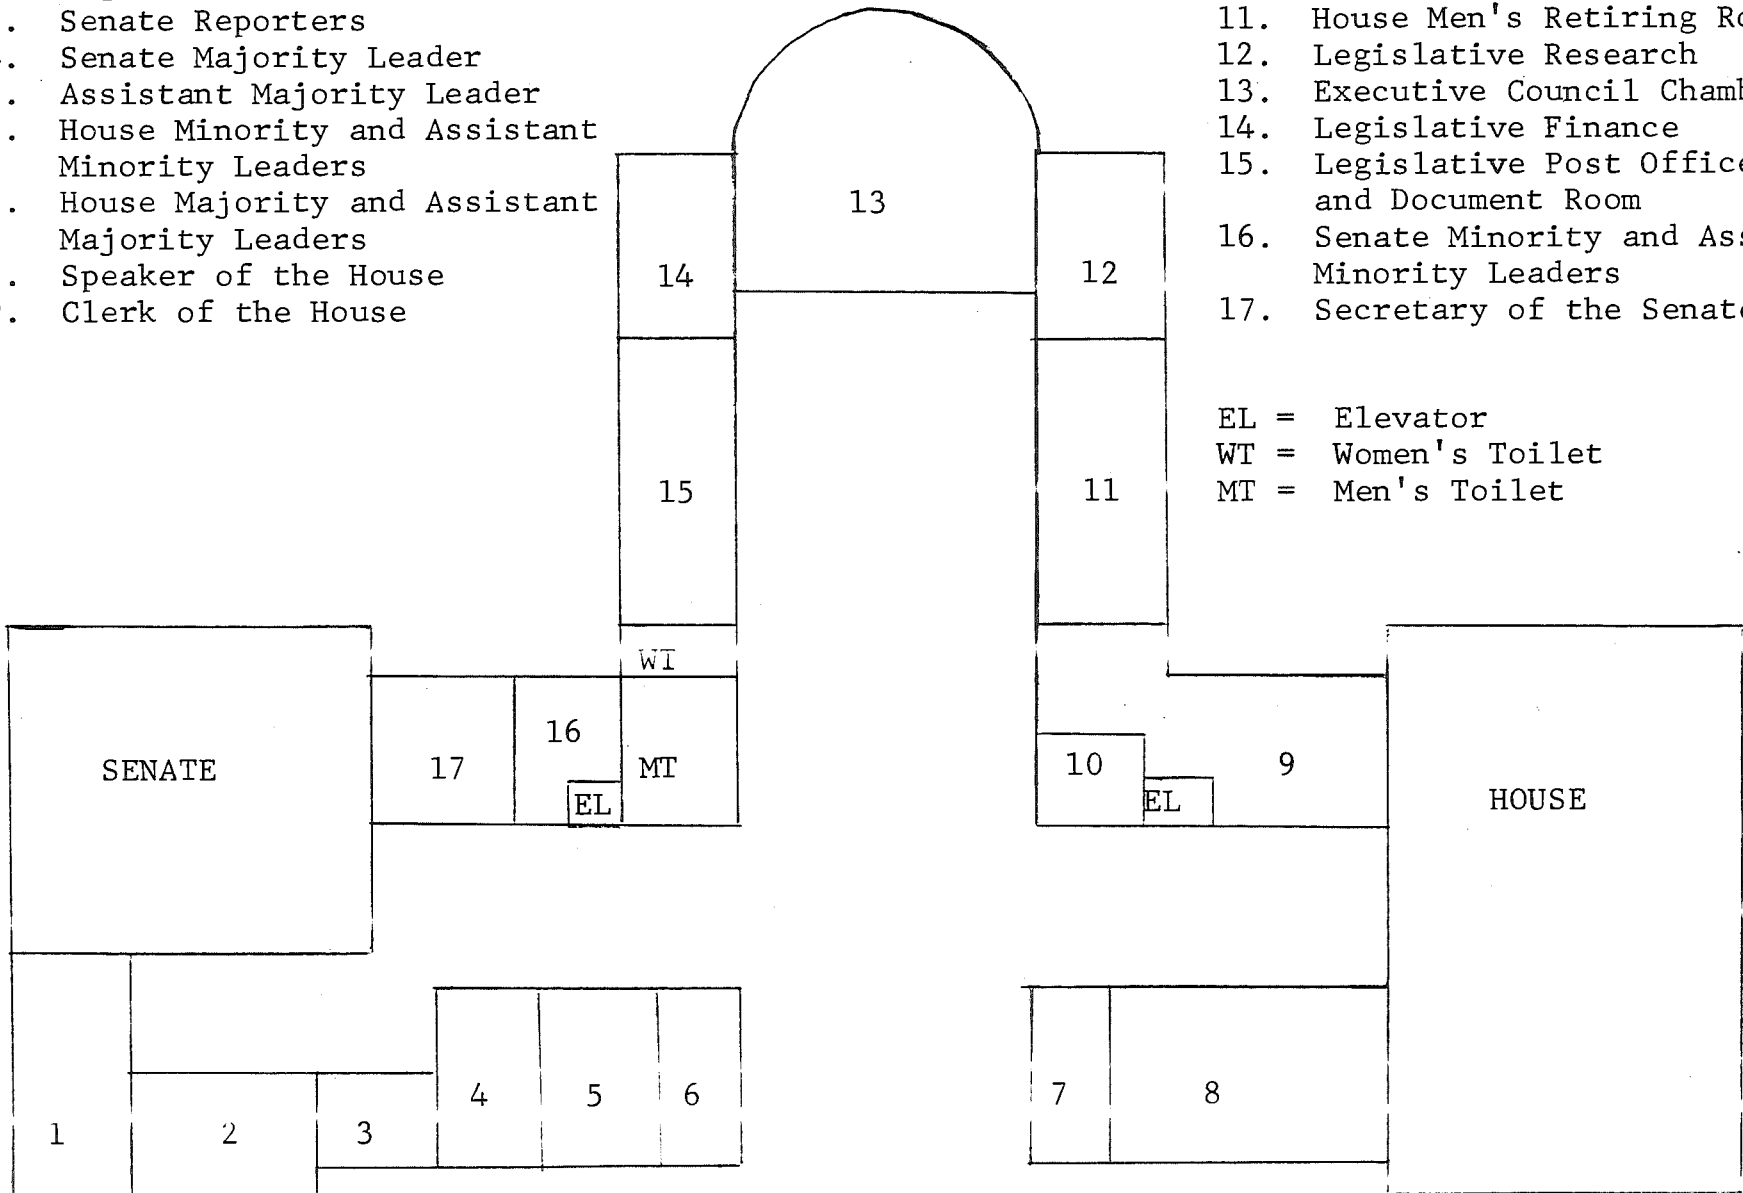 . Senate Reporters
. Senate Majority Leader
. Assistant Majority Leader
. House Minority and Assistant
Minority Leaders
. House Majority and Assistant
Majority Leaders
. Speaker of the House
. Clerk of the House
11. House Men's Retiring
12. Legislative Research
13. Executive Council
14. Legislative Finance
15. Legislative Post Office
and Document Room
16. Senate Minority and
Minority Leaders
17. Secretary of the Senate
EL = Elevator
WT = Women's Toilet
MT = Men's Toilet
13
14
12
15
11
WT
16
17
MT
EL
SENATE
10
EL
9
HOUSE
4
5
6
7
8
1
2
3